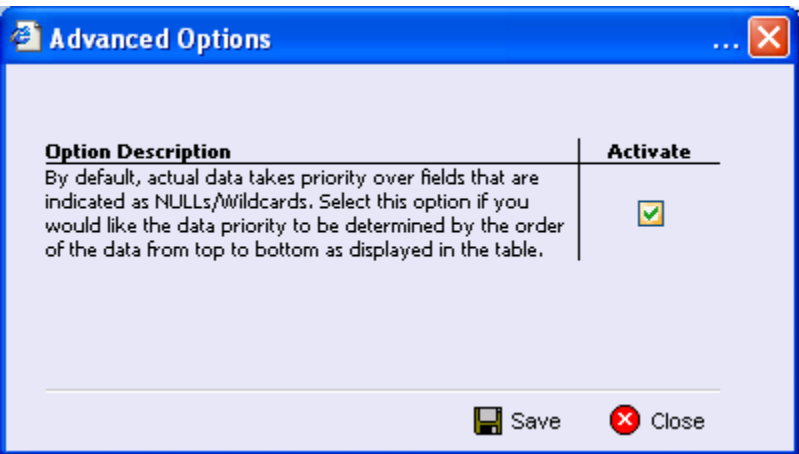 Advanced Options
...
Option Description Activate
By default, actual data takes priority over fields that are
indicated as NULLs/Wildcards. Select this option if you
would like the data priority to be determined by the order
of the data from top to bottom as displayed in the table.
Save Close